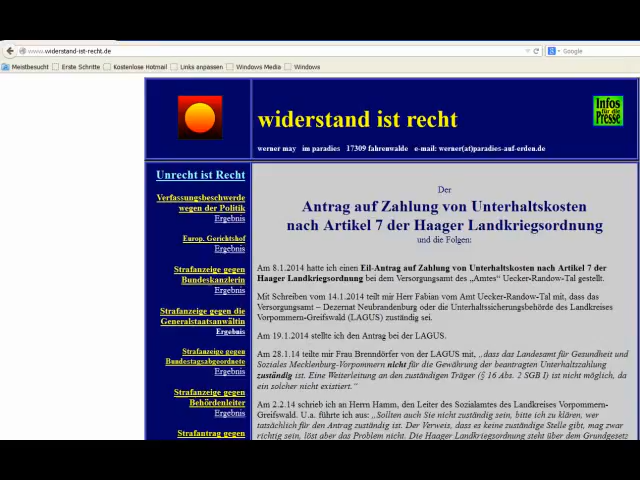 www.widerstand-ist-recht.de
Google
Meistbesucht Erste Schritte Kostenlose Hotmail Links anpassen Windows Media Windows
widerstand ist recht
Infos
für die
Presse
werner may im paradies 17309 fahrenwalde e-mail: werner(at)paradies-auf-erden.de
Unrecht ist Recht
Verfassungsbeschwerde
wegen der Politik
Ergebnis
Europ. Gerichtshof
Ergebnis
Strafanzeige gegen
Bundeskanzlerin
Ergebnis
Strafanzeige gegen die
Generalstaatsanwältin
Ergebnis
Strafanzeige gegen
Bundestagsabgeordnete
Ergebnis
Strafanzeige gegen
Behördenleiter
Ergebnis
Strafantrag gegen
Der
Antrag auf Zahlung von Unterhaltskosten
nach Artikel 7 der Haager Landkriegsordnung
und die Folgen:
Am 8.1.2014 hatte ich einen Eil-Antrag auf Zahlung von Unterhaltskosten nach Artikel 7 der
Haager Landkriegsordnung bei dem Versorgungsamt des „Amtes“ Uecker-Randow-Tal gestellt.
Mit Schreiben vom 14.1.2014 teilt mir Herr Fabian vom Amt Uecker-Randow-Tal mit, dass das
Versorgungsamt – Dezernat Neubrandenburg oder die Unterhaltssicherungsbehörde des Landkreises
Vorpommern-Greifswald (LAGUS) zuständig sei.
Am 19.1.2014 stellte ich den Antrag bei der LAGUS.
Am 28.1.14 teilte mir Frau Brenndörfer von der LAGUS mit, „dass das Landesamt für Gesundheit und
Soziales Mecklenburg-Vorpommern nicht für die Gewährung der beantragten Unterhaltszahlung
zuständig ist. Eine Weiterleitung an den zuständigen Träger (§ 16 Abs. 2 SGB I) ist nicht möglich, da
ein solcher nicht existiert.“
Am 2.2.14 schrieb ich an Herrn Hamm, den Leiter des Sozialamtes des Landkreises Vorpommern-
Greifswald. U.a. führte ich aus: „Sollten auch Sie nicht zuständig sein, bitte ich zu klären, wer
tatsächlich für den Antrag zuständig ist. Der Verweis, dass es keine zuständige Stelle gibt, mag zwar
richtig sein, löst aber das Problem nicht. Die Haager Landkriegsordnung steht über dem Grundgesetz